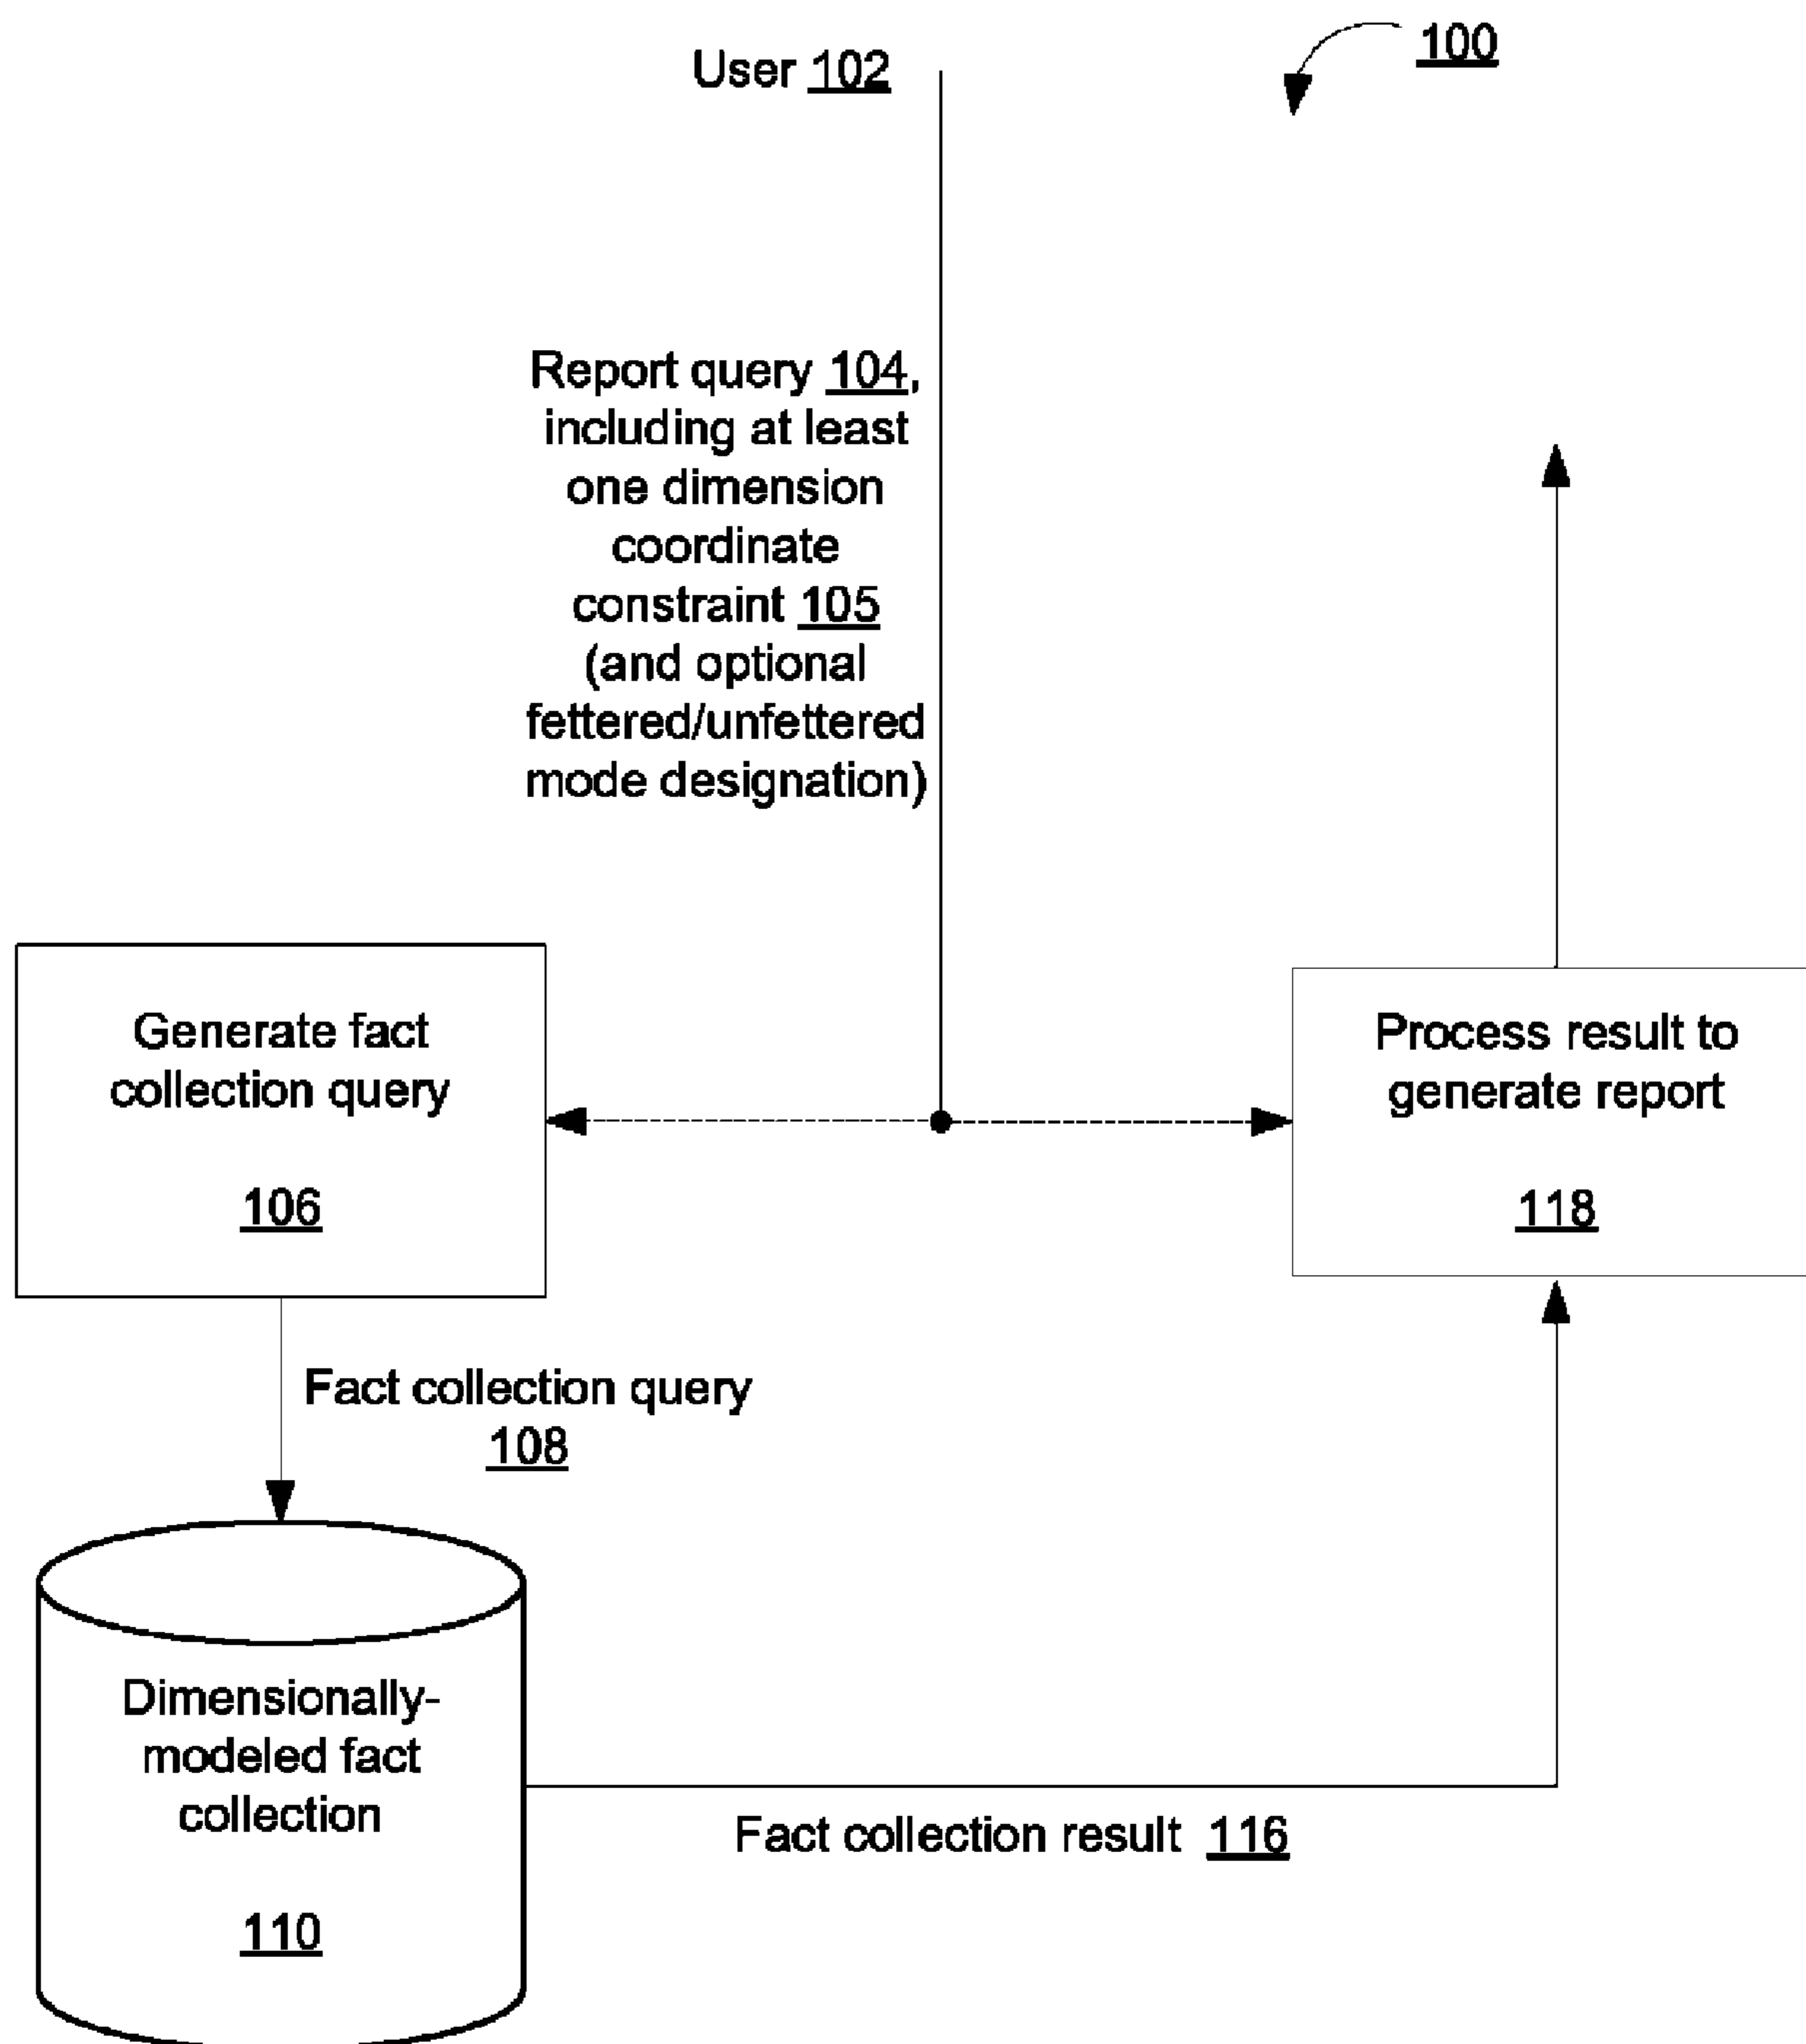 100
User 102
Report query 104,
including at least
one dimension
coordinate
constraint 105
(and optional
fettered/unfettered
mode designation)
Generate fact
collection query
106
Process result to
generate report
118
Fact collection query
108
Dimensionally-
modeled fact
collection
110
Fact collection result 116